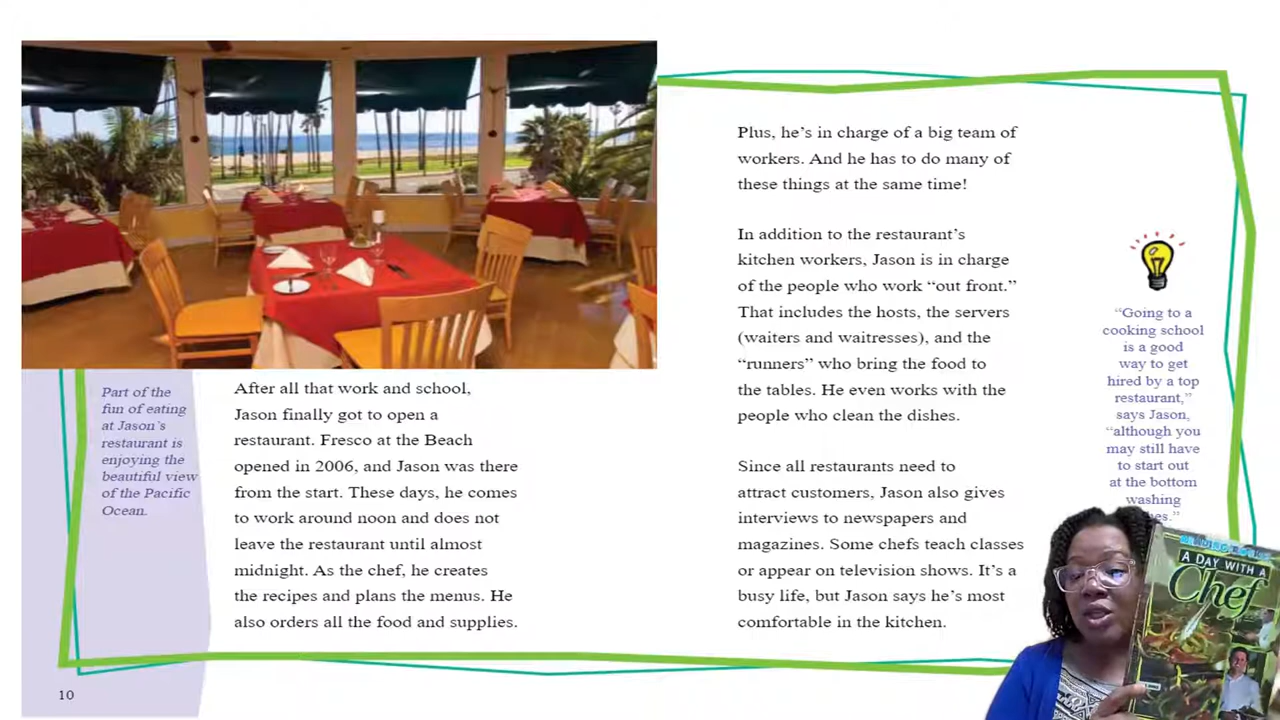 Part of the
fun of eating
at Jason's
restaurant is
enjoying the
beautiful view
of the Pacific
Ocean.
After all that work and school,
Jason finally got to open a
restaurant. Fresco at the Beach
opened in 2006, and Jason was there
from the start. These days, he comes
to work around noon and does not
leave the restaurant until almost
midnight. As the chef, he creates
the recipes and plans the menus. He
also orders all the food and supplies.
10
Plus, he's in charge of a big team of
workers. And he has to do many of
these things at the same time!
In addition to the restaurant's
kitchen workers, Jason is in charge
of the people who work “out front.”
That includes the hosts, the servers
(waiters and waitresses), and the
“runners” who bring the food to
the tables. He even works with the
people who clean the dishes.
Since all restaurants need to
attract customers, Jason also gives
interviews to newspapers and
magazines. Some chefs teach classes
or appear on television shows. It's a
busy life, but Jason says he's most
comfortable in the kitchen.
“Going to a
cooking school
is a good
way to get
hired by a top
restaurant,”
says Jason,
“although you
may still have
to start out
at the bottom
washing
A DAY WITH A
Chef